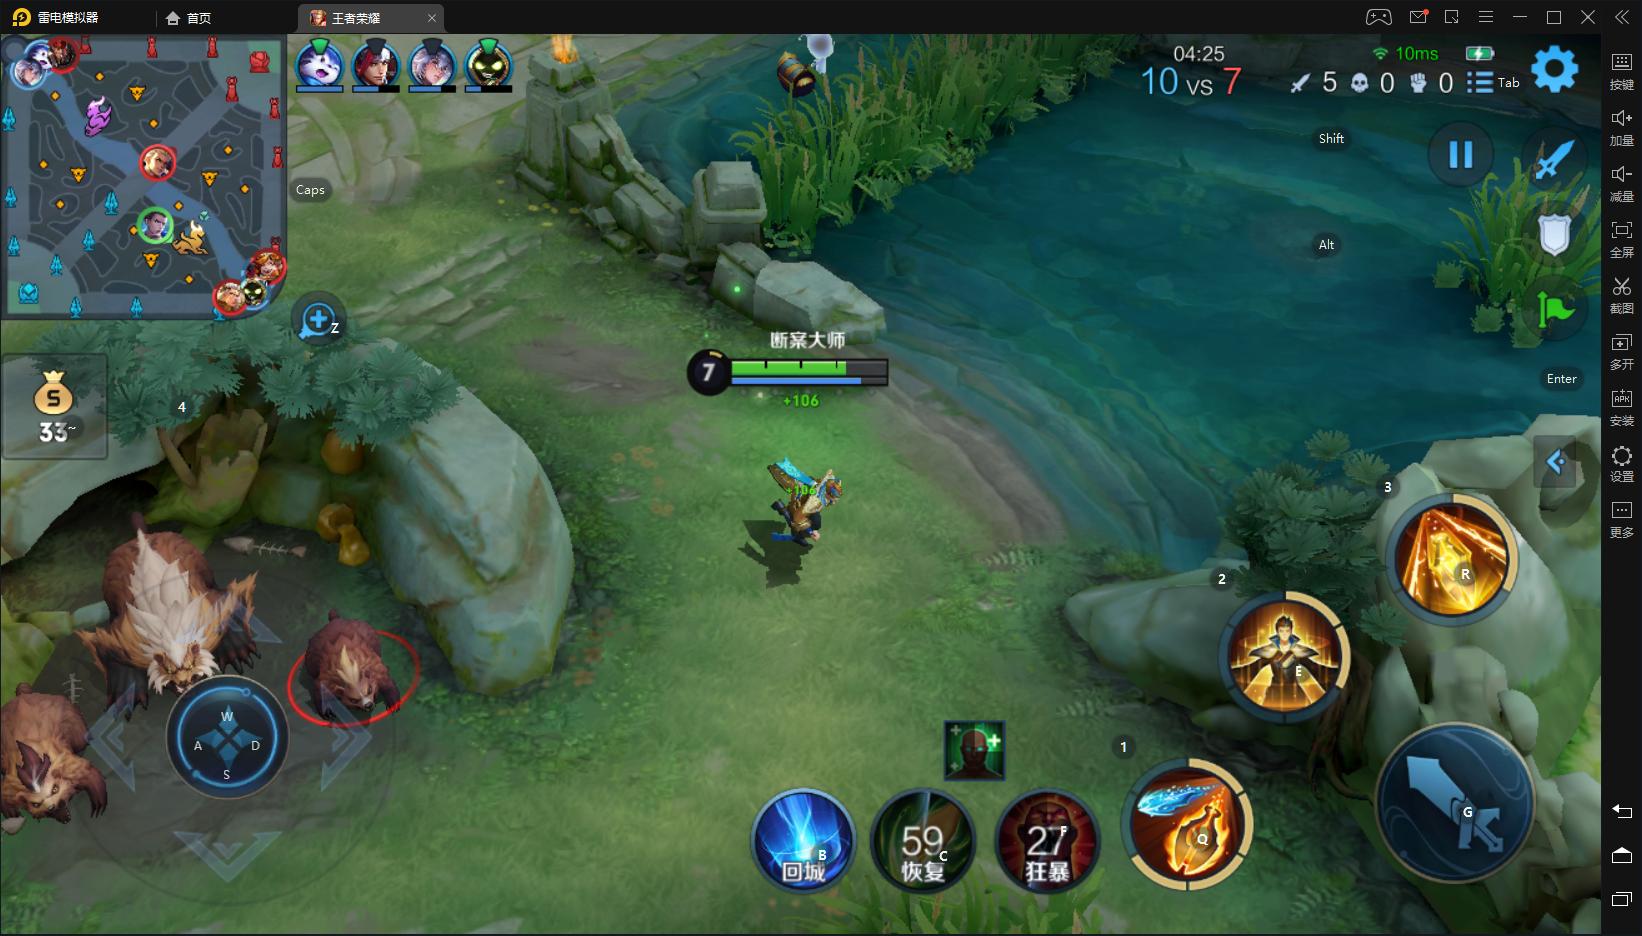 雷电模拟器
首页
王者荣耀
04:25
10ms
10 vs 7
5
0
0
Tab
Shift
Caps
Alt
Z
Enter
按键
加量
减量
全屏
截图
多开
安装
设置
更多
APK
S
33~
4
断案大师
7
+106
+106
3
R
2
E
1
Q
G
W
A
D
S
回城
B
59
恢复
C
27
狂暴
F